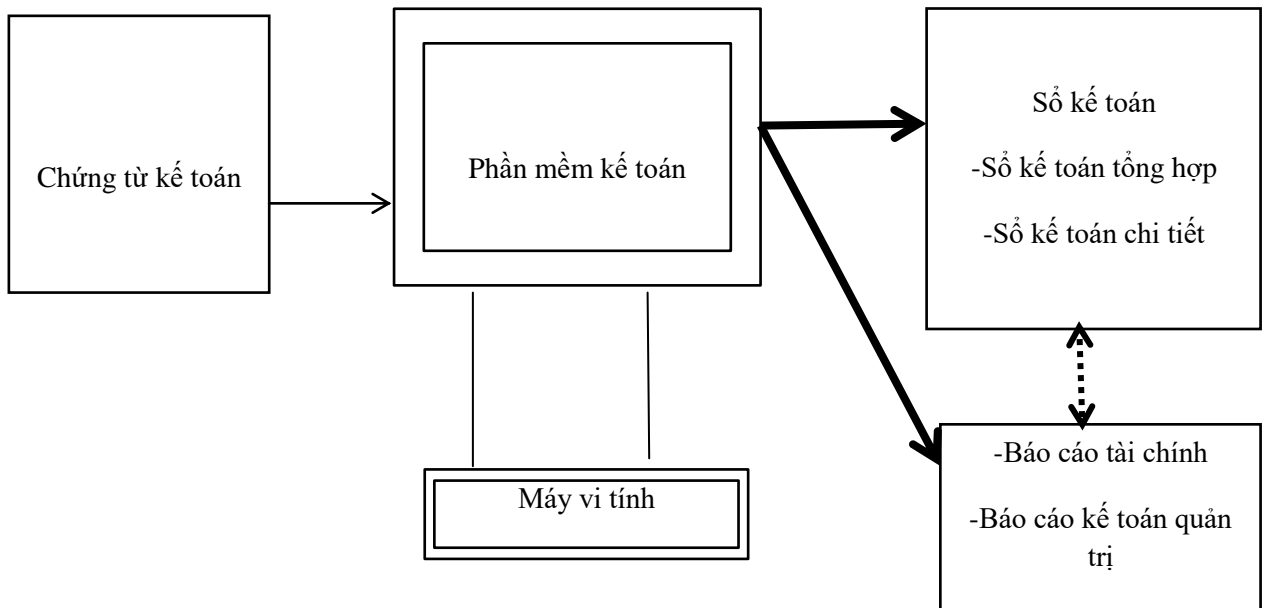 Chứng từ kế toán
Phần mềm kế toán
Sổ kế toán
-Sổ kế toán tổng hợp
-Sổ kế toán chi tiết
Máy vi tính
-Báo cáo tài chính
-Báo cáo kế toán quản
trị